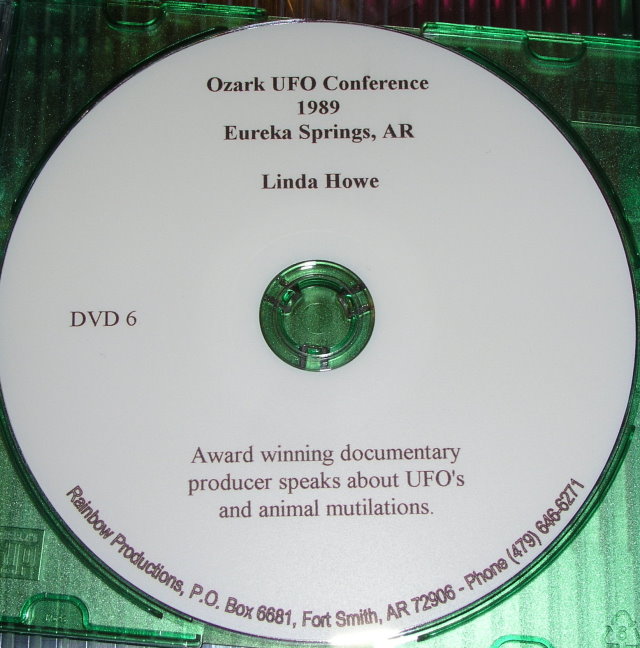 Ozark UFO Conference
1989
Eureka Springs, AR
Linda Howe
DVD 6
Award winning documentary
producer speaks about UFO's
and animal mutilations.
Rainbow Productions, P.O. Box 6681, Fort Smith, AR 72906 - Phone (479) 646-6271